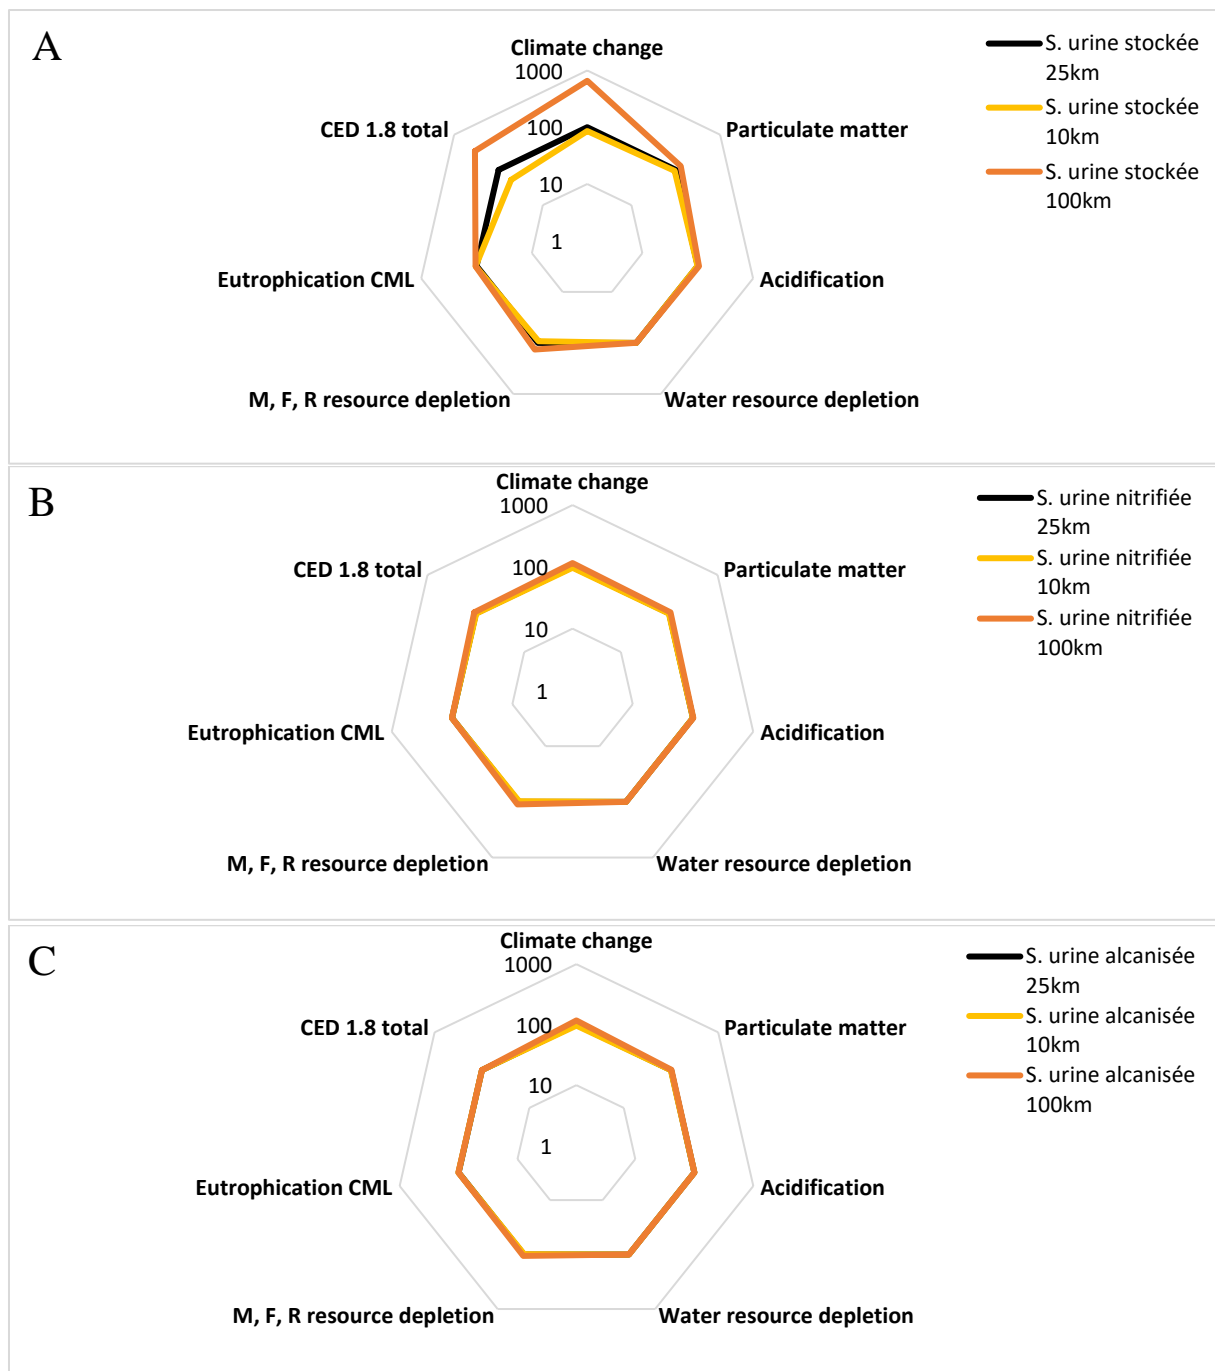 A
Climate change
1000
100
10
1
CED 1.8 total
Particulate matter
Eutrophication CML
Acidification
M, F, R resource depletion
Water resource depletion
S. urine stockée
25km
S. urine stockée
10km
S. urine stockée
100km
B
Climate change
1000
100
10
1
CED 1.8 total
Particulate matter
Eutrophication CML
Acidification
M, F, R resource depletion
Water resource depletion
S. urine nitrifiée
25km
S. urine nitrifiée
10km
S. urine nitrifiée
100km
C
Climate change
1000
100
10
1
CED 1.8 total
Particulate matter
Eutrophication CML
Acidification
M, F, R resource depletion
Water resource depletion
S. urine alcanisée
25km
S. urine alcanisée
10km
S. urine alcanisée
100km